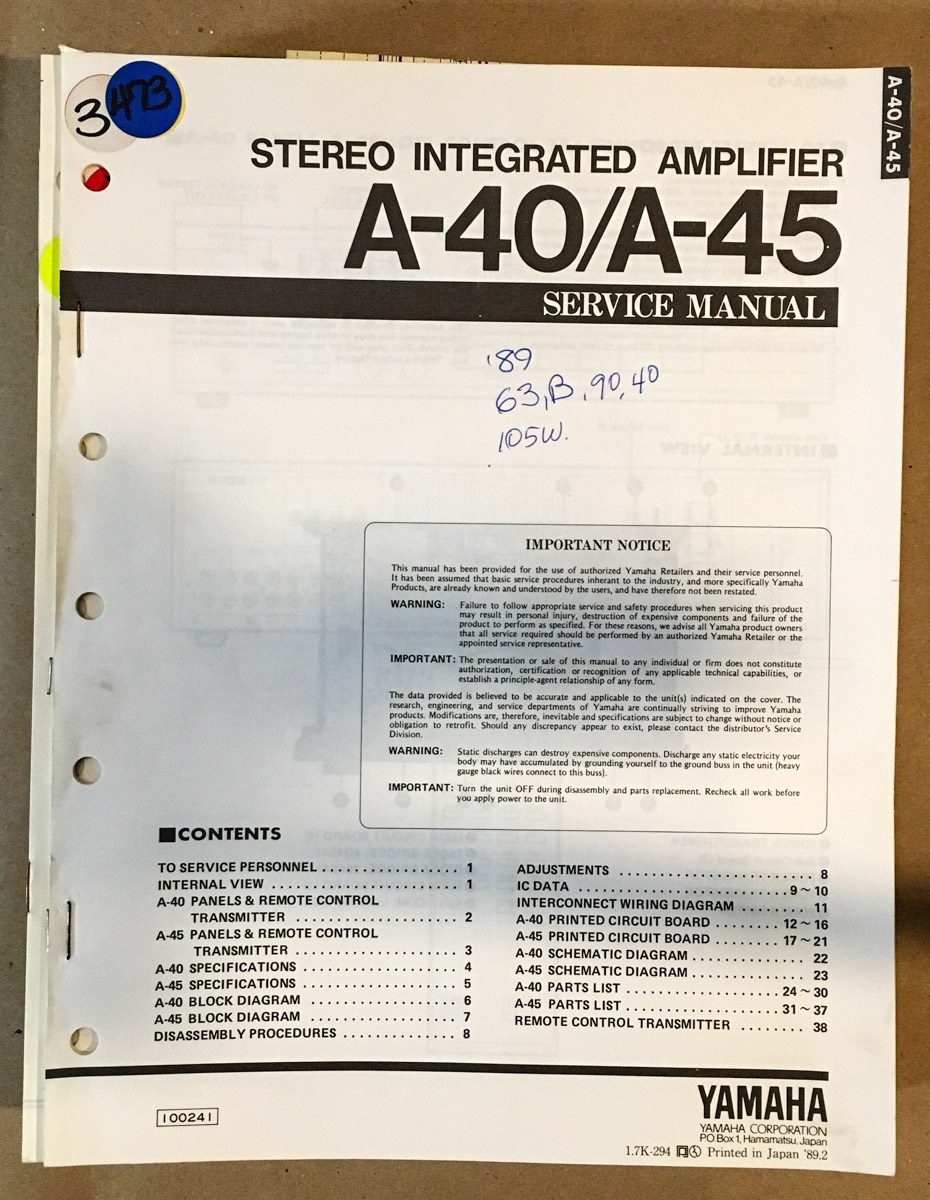 3
473
A-40/A-45
STEREO INTEGRATED AMPLIFIER
A-40/A-45
SERVICE MANUAL
'89
63,B,90,40
105W.
IMPORTANT NOTICE
This manual has been provided for the use of authorized Yamaha Retailers and their service personnel.
It has been assumed that basic service procedures inherant to the industry, and more specifically Yamaha
Products, are already known and understood by the users, and have therefore not been restated.
WARNING: Failure to follow appropriate service and safety procedures when servicing this product
may result in personal injury, destruction of expensive components and failure of the
product to perform as specified. For these reasons, we advise all Yamaha product owners
that all service required should be performed by an authorized Yamaha Retailer or the
appointed service representative.
IMPORTANT: The presentation or sale of this manual to any individual or firm does not constitute
authorization, certification or recognition of any applicable technical capabilities, or
establish a principle-agent relationship of any form.
The data provided is believed to be accurate and applicable to the unit(s) indicated on the cover. The
research, engineering, and service departments of Yamaha are continually striving to improve Yamaha
products. Modifications are, therefore, inevitable and specifications are subject to change without notice or
obligation to retrofit. Should any discrepancy appear to exist, please contact the distributor's Service
Division.
WARNING: Static discharges can destroy expensive components. Discharge any static electricity your
body may have accumulated by grounding yourself to the ground buss in the unit (heavy
gauge black wires connect to this buss).
IMPORTANT: Turn the unit OFF during disassembly and parts replacement. Recheck all work before
you apply power to the unit.
■CONTENTS
TO SERVICE PERSONNEL ................. 1
INTERNAL VIEW ....................... 1
A-40 PANELS & REMOTE CONTROL
TRANSMITTER .................... 2
A-45 PANELS & REMOTE CONTROL
TRANSMITTER .................... 3
A-40 SPECIFICATIONS ................... 4
A-45 SPECIFICATIONS ................... 5
A-40 BLOCK DIAGRAM .................. 6
A-45 BLOCK DIAGRAM .................. 7
DISASSEMBLY PROCEDURES .............. 8
ADJUSTMENTS ........................ 8
IC DATA .......................... 9~10
INTERCONNECT WIRING DIAGRAM ........ 11
A-40 PRINTED CIRCUIT BOARD ........ 12~16
A-45 PRINTED CIRCUIT BOARD ........ 17~21
A-40 SCHEMATIC DIAGRAM .............. 22
A-45 SCHEMATIC DIAGRAM .............. 23
A-40 PARTS LIST ................... 24~30
A-45 PARTS LIST ................... 31~37
REMOTE CONTROL TRANSMITTER ........ 38
100241
YAMAHA
YAMAHA CORPORATION
P.O.Box 1, Hamamatsu, Japan
1.7K-294 Printed in Japan '89.2